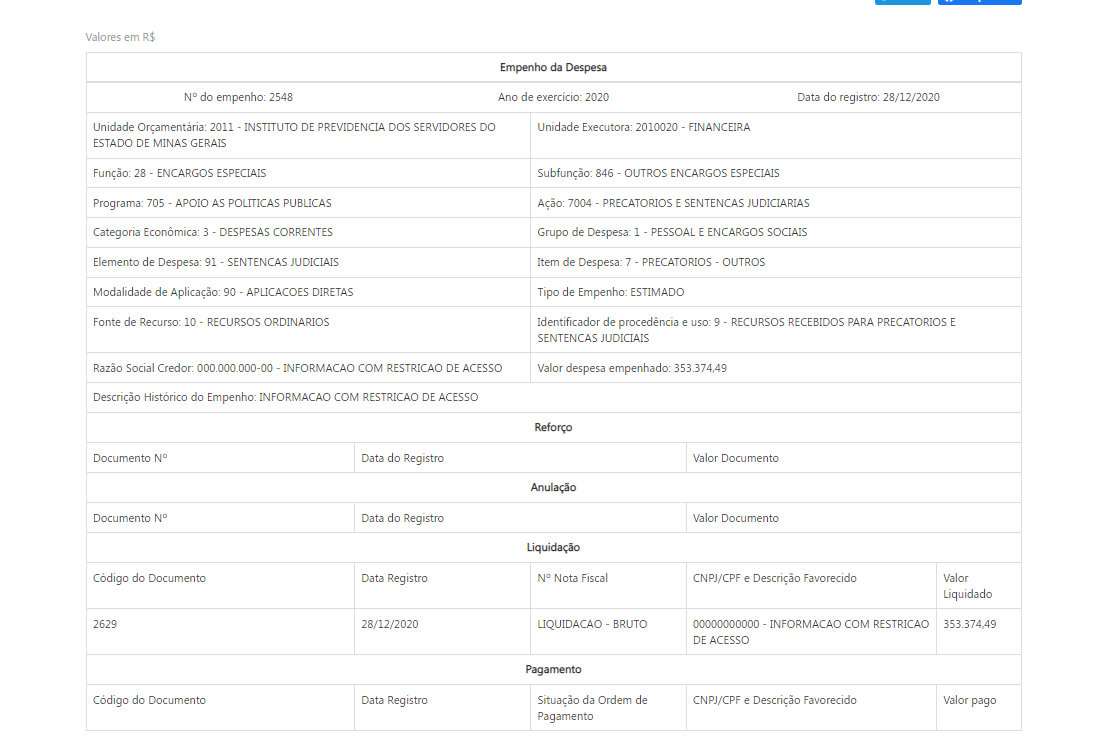 Valores em R$
Empenho da Despesa
Nº do empenho: 2548 Ano de exercício: 2020 Data do registro: 28/12/2020
Unidade Orçamentária: 2011 - INSTITUTO DE PREVIDENCIA DOS SERVIDORES DO
ESTADO DE MINAS GERAIS
Unidade Executora: 2010020 - FINANCEIRA
Função: 28 - ENCARGOS ESPECIAIS
Subfunção: 846 - OUTROS ENCARGOS ESPECIAIS
Programa: 705 - APOIO AS POLITICAS PUBLICAS
Ação: 7004 - PRECATORIOS E SENTENCAS JUDICIARIAS
Categoria Econômica: 3 - DESPESAS CORRENTES
Grupo de Despesa: 1 - PESSOAL E ENCARGOS SOCIAIS
Elemento de Despesa: 91 - SENTENCAS JUDICIAIS
Item de Despesa: 7 - PRECATORIOS - OUTROS
Modalidade de Aplicação: 90 - APLICACOES DIRETAS
Tipo de Empenho: ESTIMADO
Fonte de Recurso: 10 - RECURSOS ORDINARIOS
Identificador de procedência e uso: 9 - RECURSOS RECEBIDOS PARA PRECATORIOS E
SENTENCAS JUDICIAIS
Razão Social Credor: 000.000.000-00 - INFORMACAO COM RESTRICAO DE ACESSO
Valor despesa empenhado: 353.374,49
Descrição Histórico do Empenho: INFORMACAO COM RESTRICAO DE ACESSO
Reforço
Documento Nº Data do Registro Valor Documento
Anulação
Documento Nº Data do Registro Valor Documento
Liquidação
Código do Documento Data Registro Nº Nota Fiscal CNPJ/CPF e Descrição Favorecido Valor
Liquidado
2629 28/12/2020 LIQUIDACAO - BRUTO 00000000000 - INFORMACAO COM RESTRICAO 353.374,49
DE ACESSO
Pagamento
Código do Documento Data Registro Situação da Ordem de CNPJ/CPF e Descrição Favorecido Valor pago
Pagamento